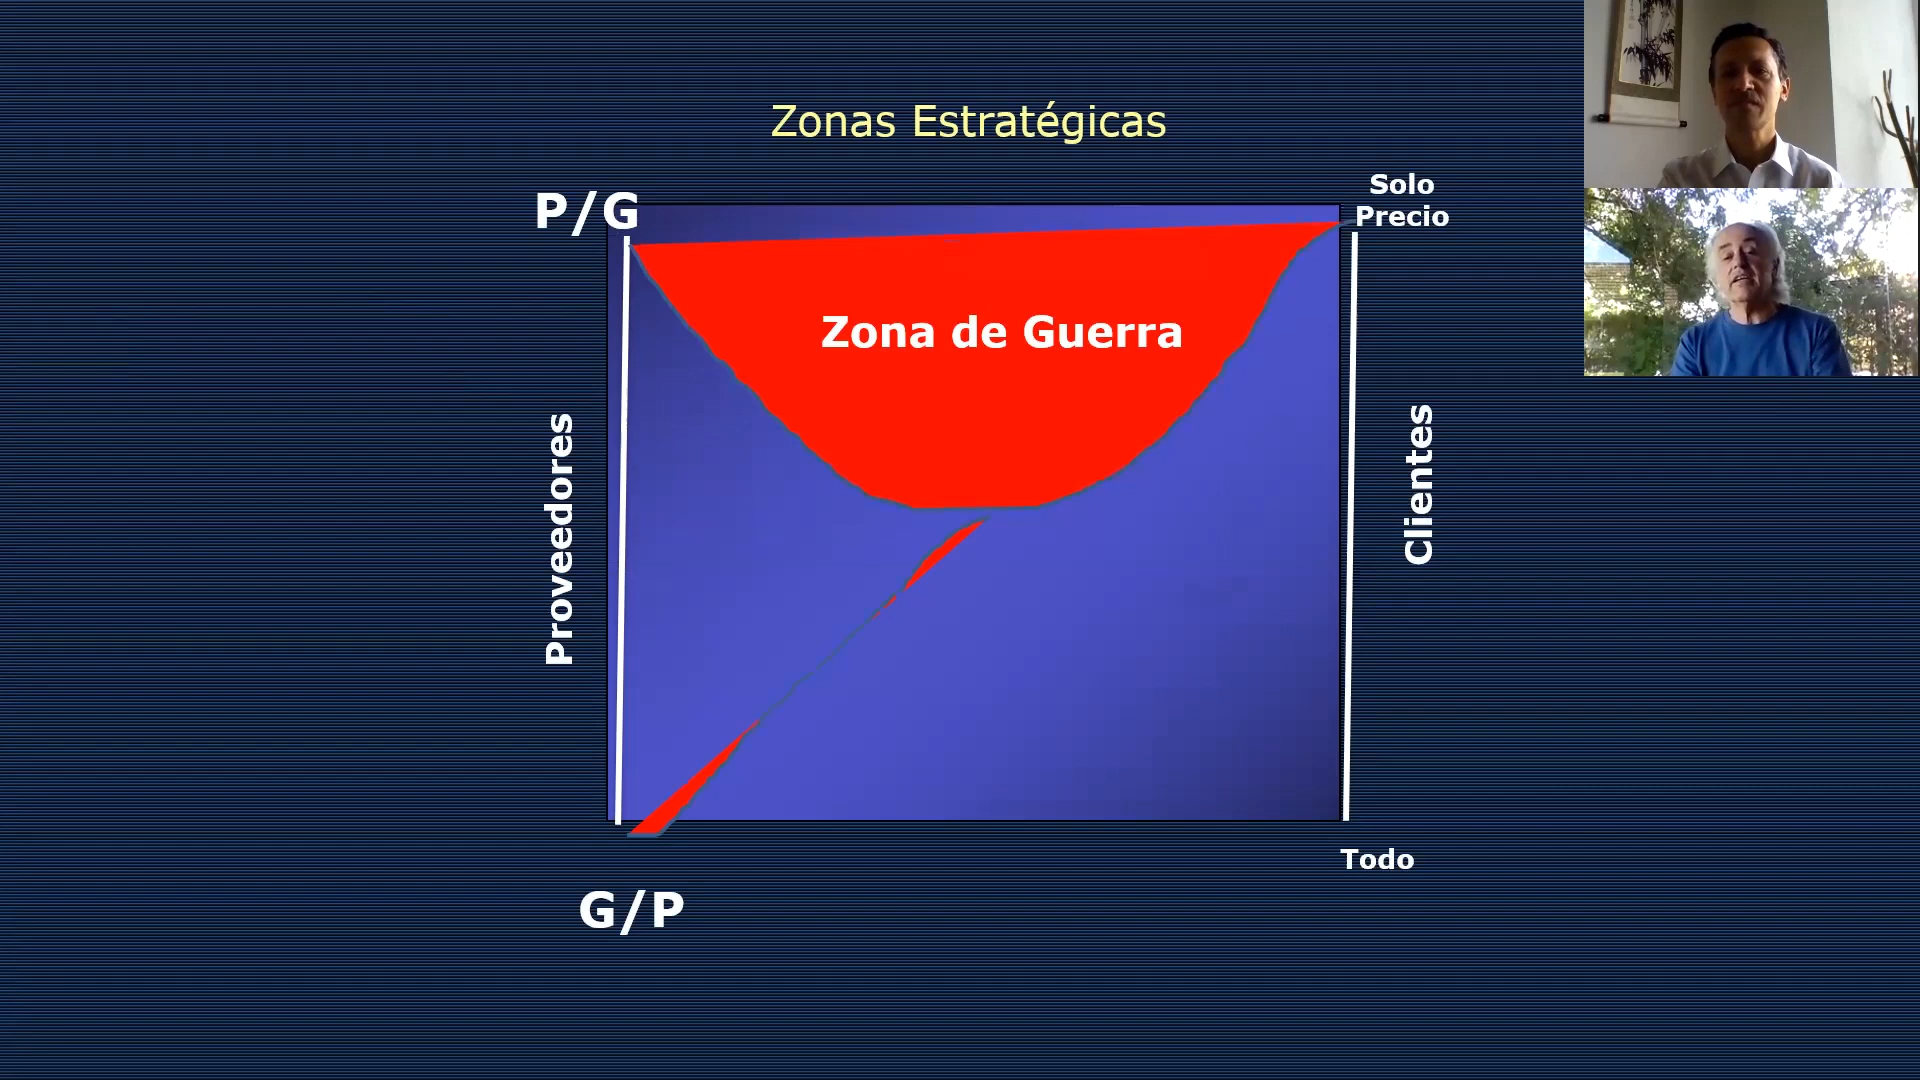 Zonas Estratégicas
P/G
Solo
Precio
Zona de Guerra
Proveedores
Clientes
Todo
G/P